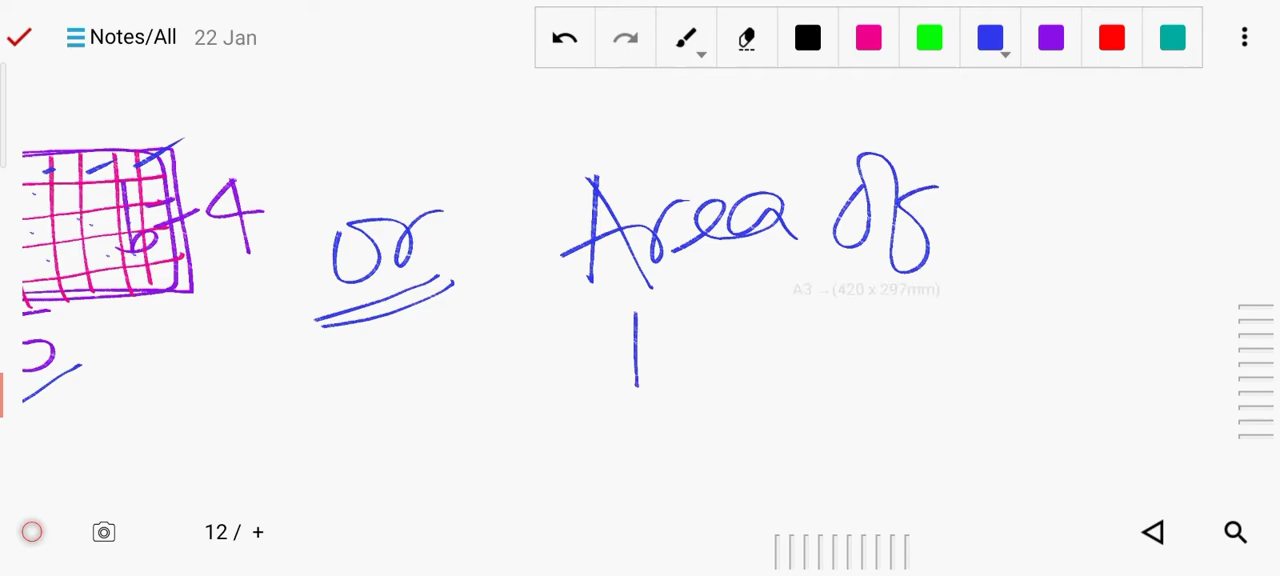 Notes/All 22 Jan
4
or Area of
A3 → (420 x 297mm)
12 / +